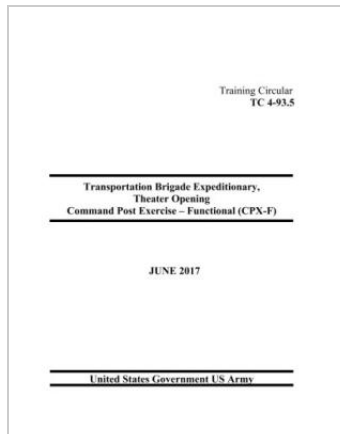 Training Circular
TC 4-93.5
Transportation Brigade Expeditionary,
Theater Opening
Command Post Exercise – Functional (CPX-F)
JUNE 2017
United States Government US Army